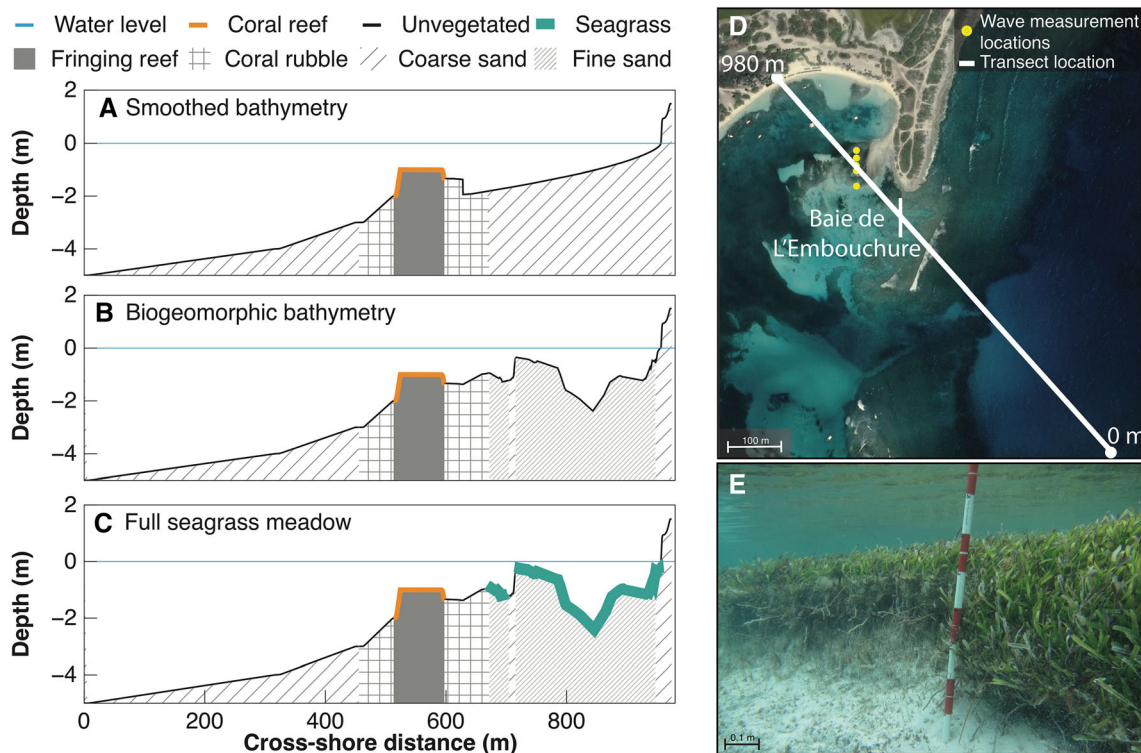 Water level
Coral reef
Unvegetated
Seagrass
Fringing reef
Coral rubble
Coarse sand
Fine sand
A Smoothed bathymetry
2
0
−2
−4
Depth (m)
B Biogeomorphic bathymetry
2
0
−2
−4
Depth (m)
C Full seagrass meadow
2
0
−2
−4
Depth (m)
0 200 400 600 800
Cross-shore distance (m)
D
Wave measurement
locations
Transect location
980 m
Baie de
L'Embouchure
0 m
100 m
E
0.1 m